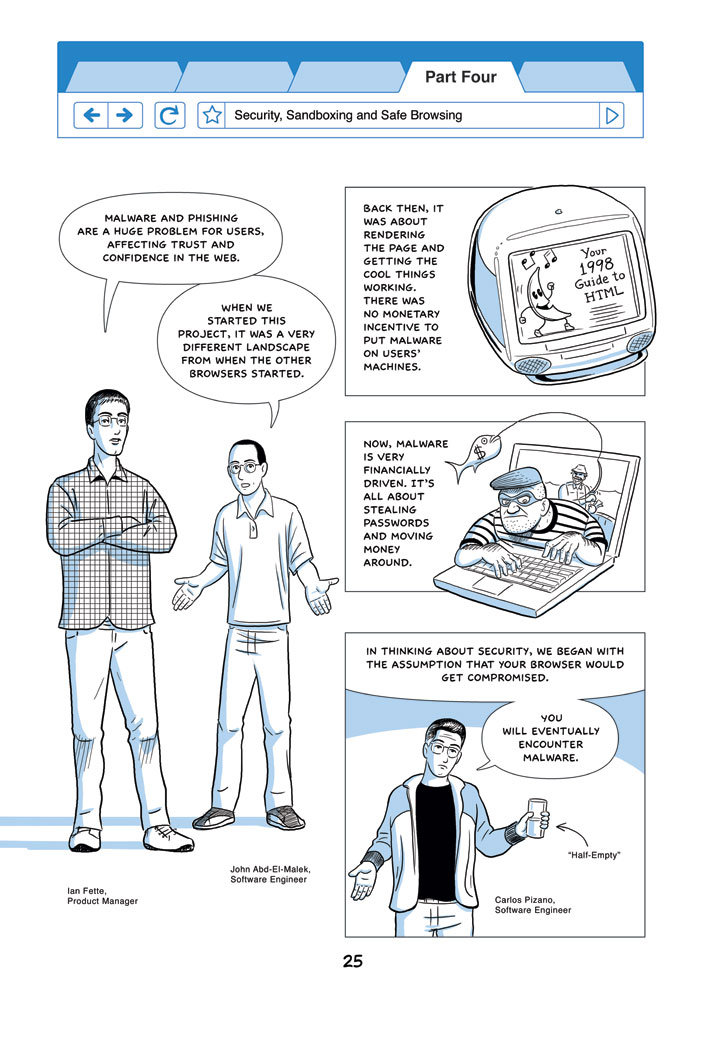 Part Four
Security, Sandboxing and Safe Browsing
MALWARE AND PHISHING
ARE A HUGE PROBLEM FOR USERS,
AFFECTING TRUST AND
CONFIDENCE IN THE WEB.
WHEN WE
STARTED THIS
PROJECT, IT WAS A VERY
DIFFERENT LANDSCAPE
FROM WHEN THE OTHER
BROWSERS STARTED.
Ian Fette,
Product Manager
John Abd-El-Malek,
Software Engineer
BACK THEN, IT
WAS ABOUT
RENDERING
THE PAGE AND
GETTING THE
COOL THINGS
WORKING.
THERE WAS
NO MONETARY
INCENTIVE TO
PUT MALWARE
ON USERS'
MACHINES.
Your
1998
Guide to
HTML
NOW, MALWARE
IS VERY
FINANCIALLY
DRIVEN. IT'S
ALL ABOUT
STEALING
PASSWORDS
AND MOVING
MONEY
AROUND.
$
IN THINKING ABOUT SECURITY, WE BEGAN WITH
THE ASSUMPTION THAT YOUR BROWSER WOULD
GET COMPROMISED.
YOU
WILL EVENTUALLY
ENCOUNTER
MALWARE.
“Half-Empty”
Carlos Pizano,
Software Engineer
25